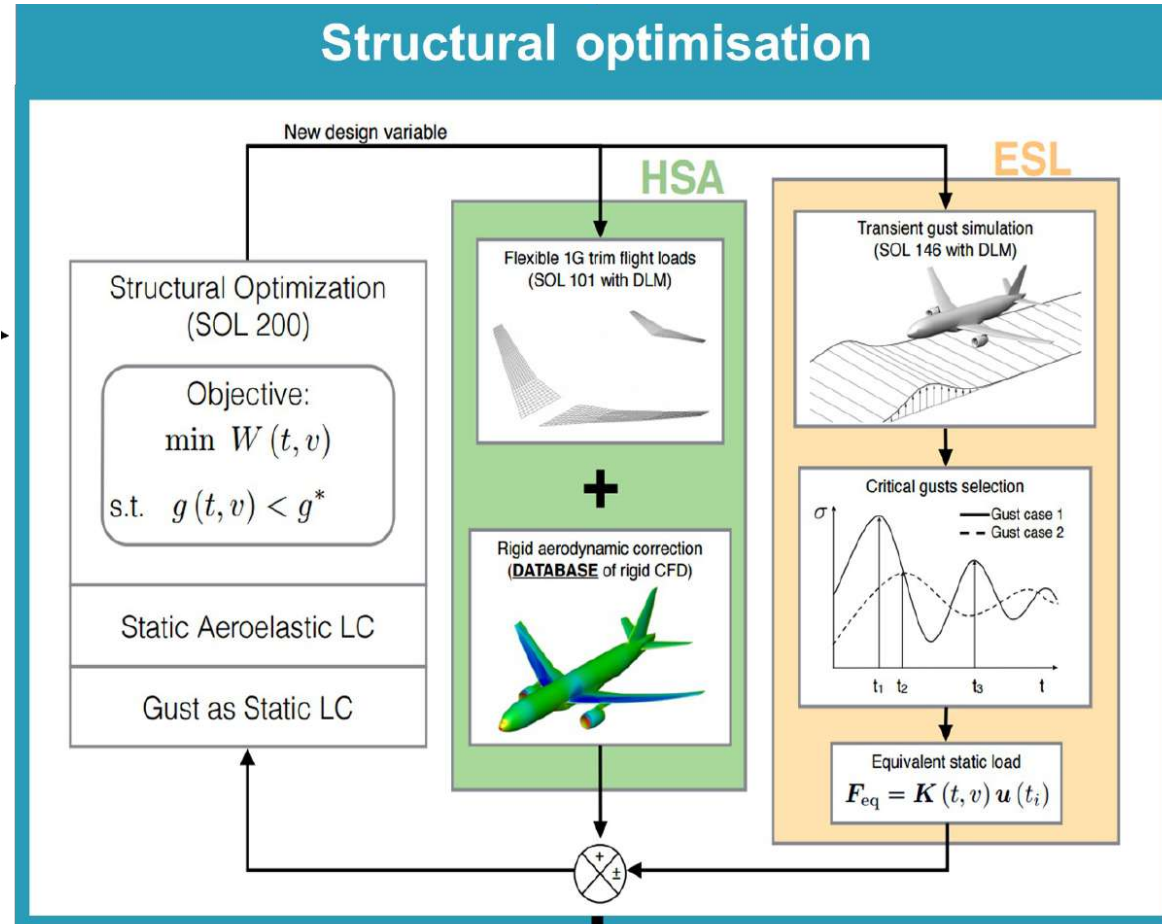 Structural optimisation
New design variable
HSA
ESL
Structural Optimization
(SOL 200)
Objective:
min W (t, v)
s.t. g (t, v) < g*
Static Aeroelastic LC
Gust as Static LC
Flexible 1G trim flight loads
(SOL 101 with DLM)
+
Rigid aerodynamic correction
(DATABASE of rigid CFD)
Transient gust simulation
(SOL 146 with DLM)
Critical gusts selection
σ
Gust case 1
Gust case 2
t₁ t₂ t₃ t
Equivalent static load
F_eq = K (t, v) u (t_i)
+
±